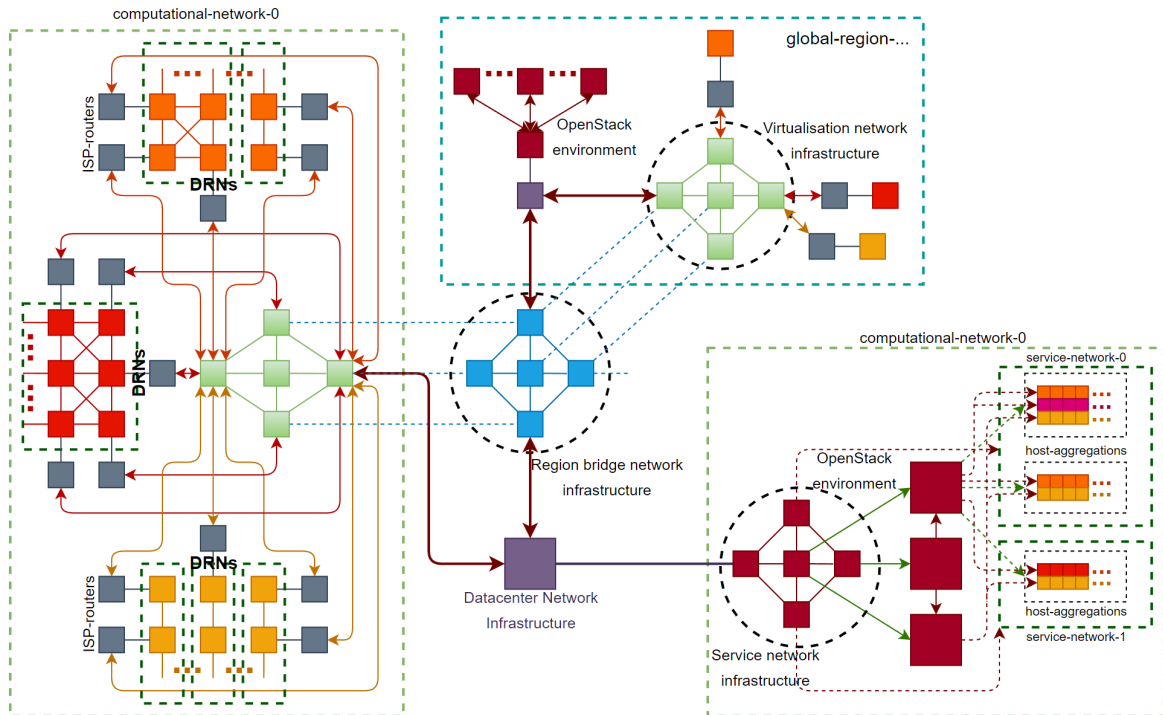 computational-network-0
global-region-...
ISP-routers
DRNs
OpenStack
environment
Virtualisation network
infrastructure
DRNs
computational-network-0
service-network-0
host-aggregations
Region bridge network
infrastructure
OpenStack
environment
DRNs
ISP-routers
Datacenter Network
Infrastructure
host-aggregations
service-network-1
Service network
infrastructure